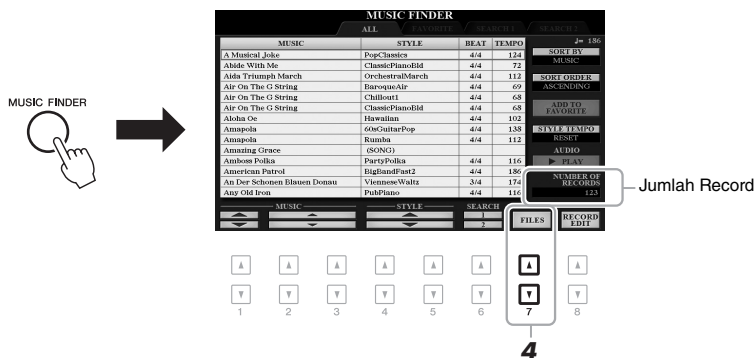 MUSIC FINDER
MUSIC FINDER
ALL FAVORITE SEARCH 1 SEARCH 2
MUSIC STYLE BEAT TEMPO
A Musical Joke PopClassics 4/4 124
Abide With Me ClassicPianoBld 4/4 72
Aida Triumph March OrchestralMarch 4/4 112
Air On The G String BaroqueAir 4/4 69
Air On The G String Chillout1 4/4 68
Air On The G String ClassicPianoBld 4/4 68
Aloha Oe Hawaiian 4/4 102
Amapola 60sGuitarPop 4/4 138
Amapola Rumba 4/4 112
Amazing Grace (SONG)
Amboss Polka PartyPolka 4/4 116
American Patrol BigBandFast2 4/4 186
An Der Schonen Blauen Donau VienneseWaltz 3/4 174
Any Old Iron PubPiano 4/4 116
♩= 186
SORT BY
MUSIC
SORT ORDER
ASCENDING
ADD TO
FAVORITE
STYLE TEMPO
RESET
AUDIO
▶ PLAY
NUMBER OF
RECORDS
123
Jumlah Record
MUSIC STYLE SEARCH
1
2
FILES
RECORD
EDIT
1 2 3 4 5 6 7 8
4